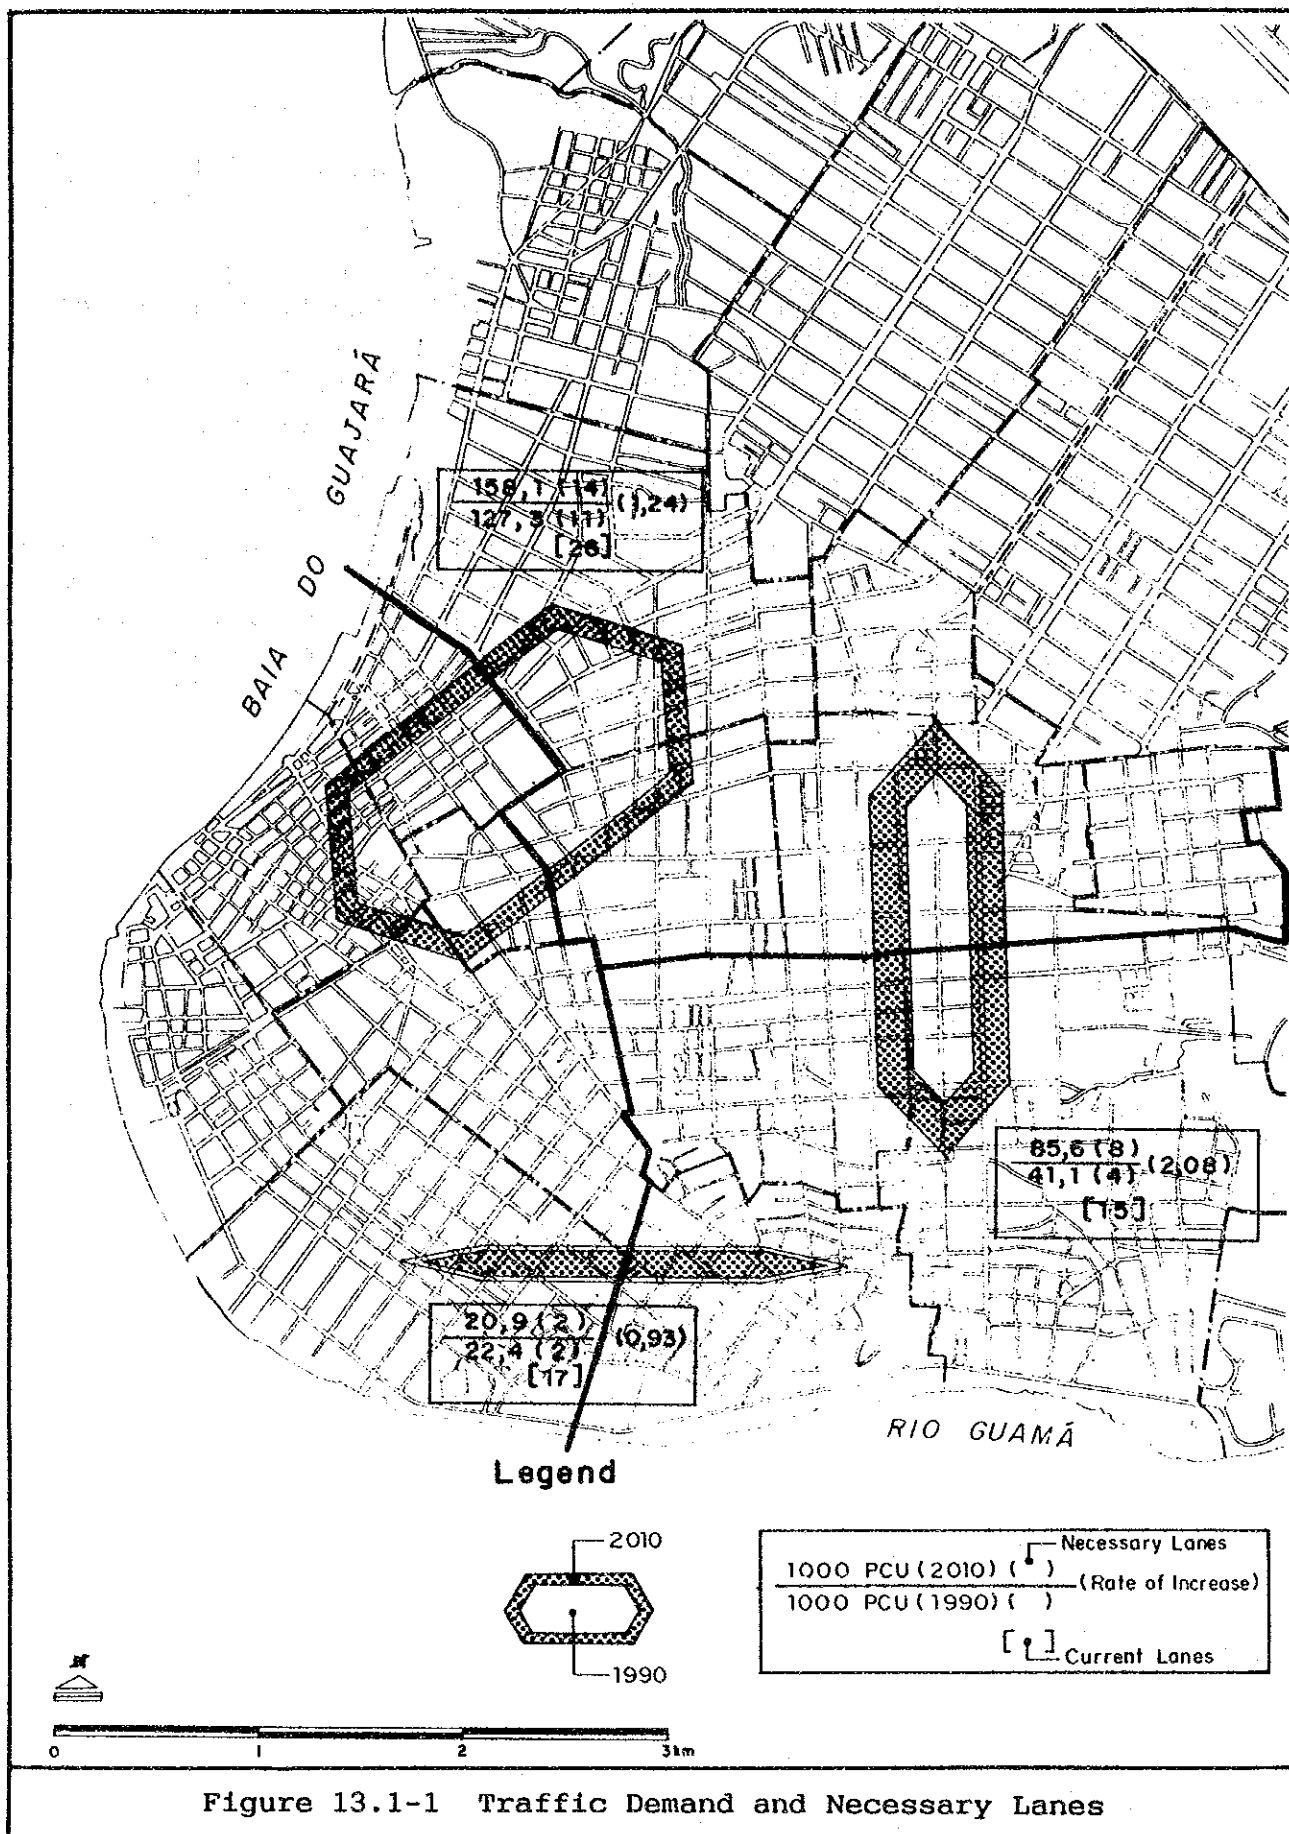 BAIA DO GUAJARÁ
158,1 (14)
127,3 (11)
(1,24)
[26]
85,6 (8)
41,1 (4)
(2,08)
[15]
20,9 (2)
22,4 (2)
(0,93)
[17]
RIO GUAMÁ
Legend
2010
1990
Necessary Lanes
1000 PCU (2010) ( )
(Rate of Increase)
1000 PCU (1990) ( )
[ ]
Current Lanes
N
0 1 2 3km
Figure 13.1-1 Traffic Demand and Necessary Lanes